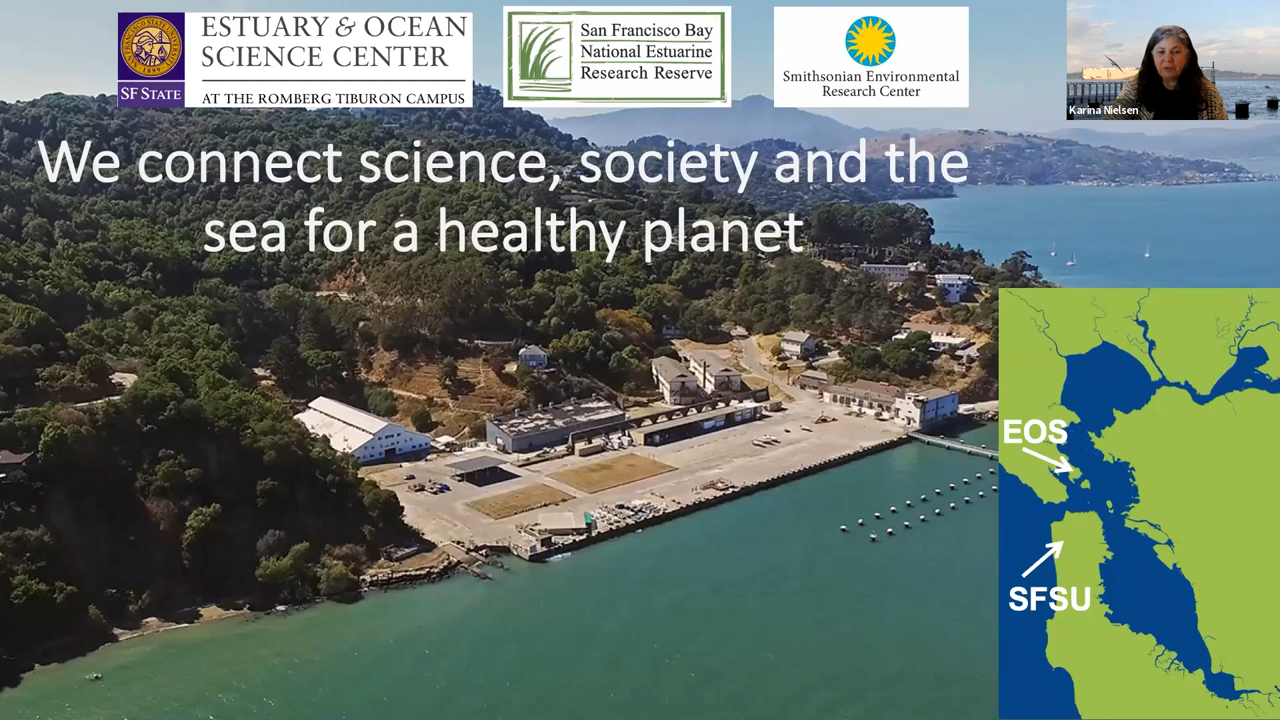 ESTUARY & OCEAN
SCIENCE CENTER
SF STATE
AT THE ROMBERG TIBURON CAMPUS
San Francisco Bay
National Estuarine
Research Reserve
Smithsonian Environmental
Research Center
Karina Nielsen
We connect science, society and the
sea for a healthy planet
EOS
SFSU